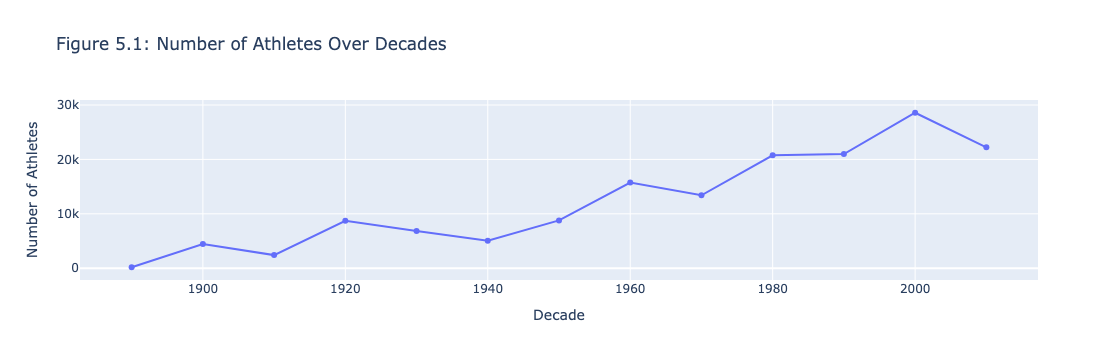 Figure 5.1: Number of Athletes Over Decades
Number of Athletes
30k
20k
10k
0
1900 1920 1940 1960 1980 2000
Decade